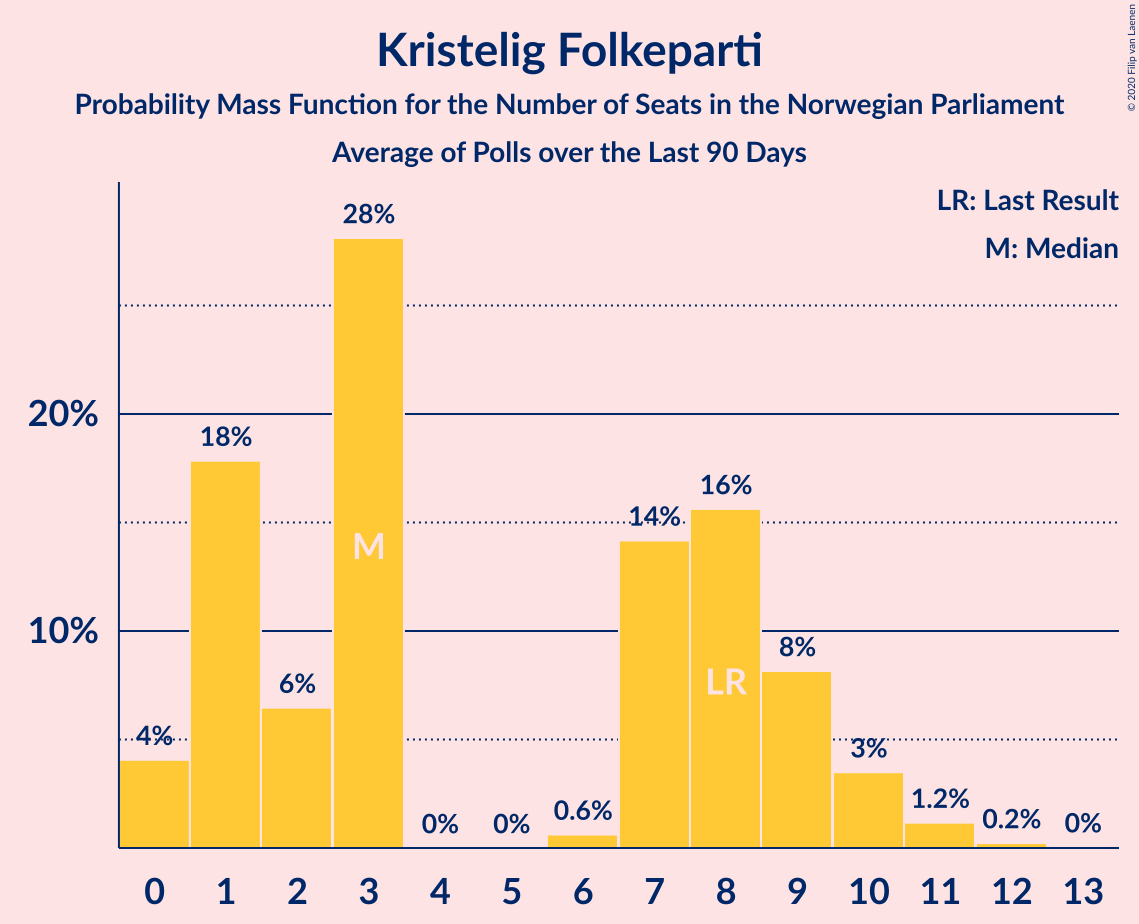 Kristelig Folkeparti
Probability Mass Function for the Number of Seats in the Norwegian Parliament
Average of Polls over the Last 90 Days
© 2020 Filip van Laenen
LR: Last Result
M: Median
28%
20%
18%
16%
14%
M
10%
8%
LR
6%
4%
3%
1.2%
0.6%
0.2%
0%
0%
0%
0 1 2 3 4 5 6 7 8 9 10 11 12 13